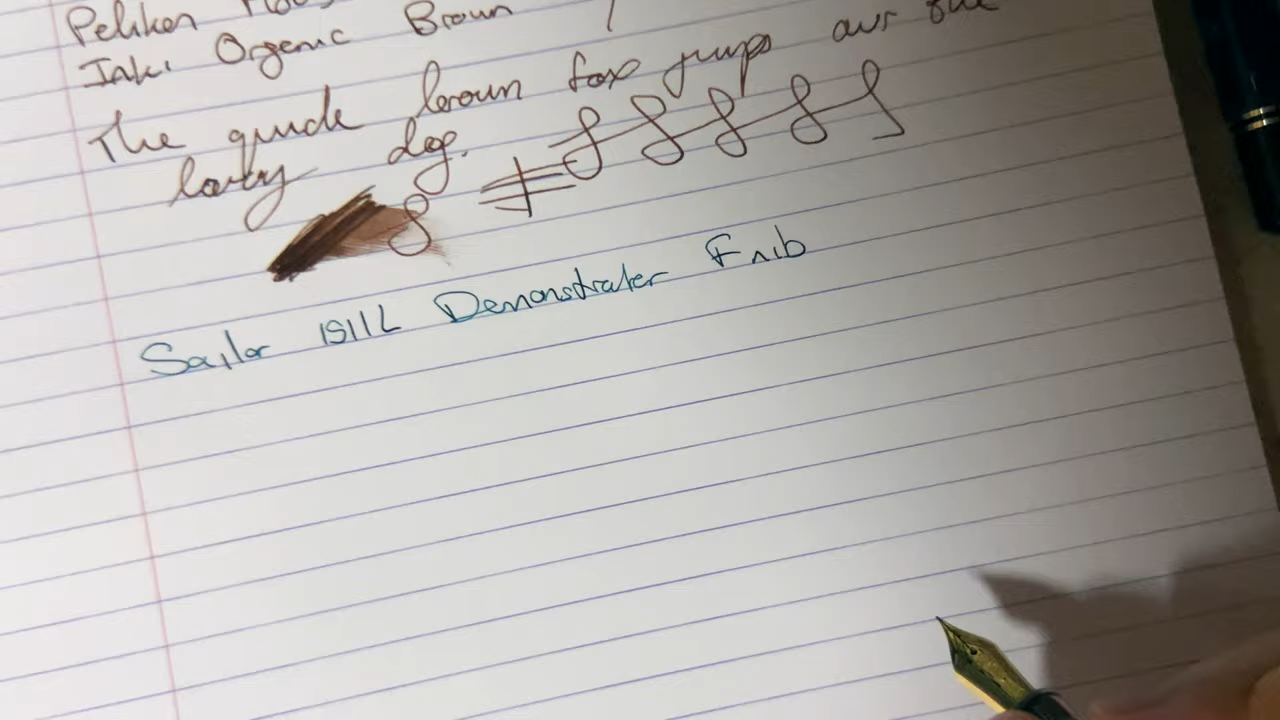 Pelikan
Ink: Organic Brown
The quick brown fox jumps over the
lazy dog.
Sailor 1911L Demonstrator F nib